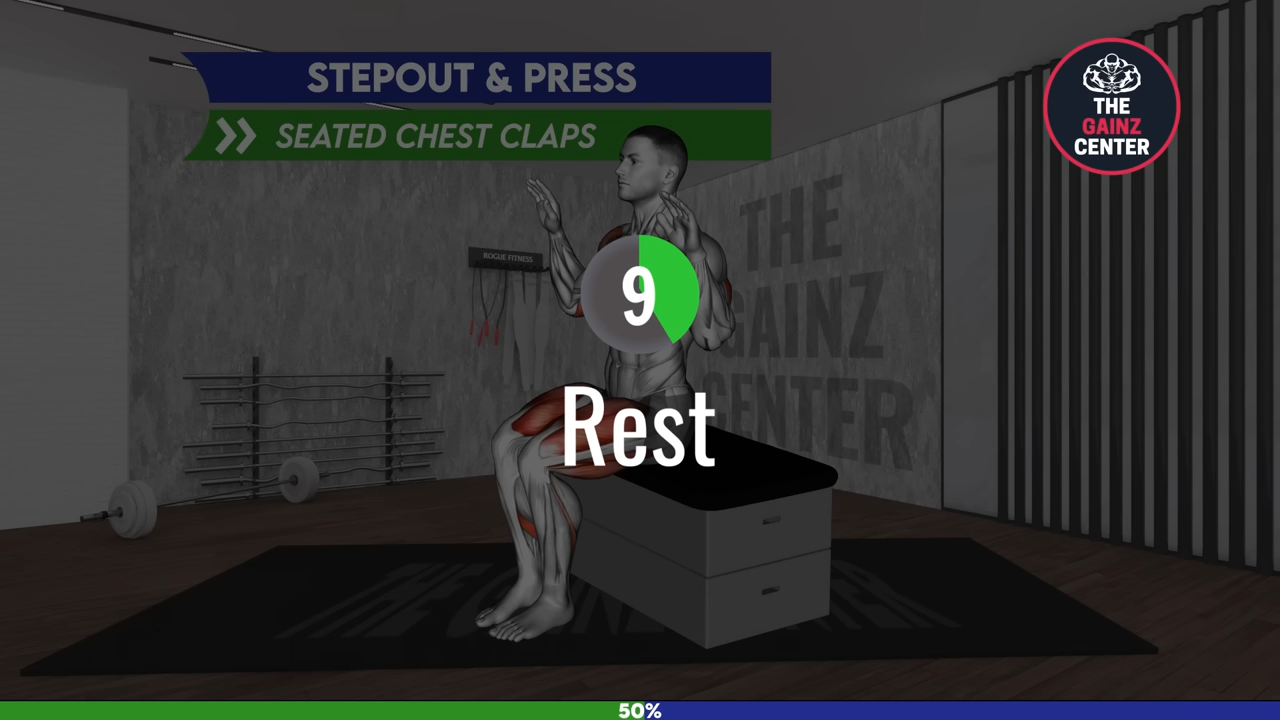 STEPOUT & PRESS
SEATED CHEST CLAPS
THE
GAINZ
CENTER
ROGUE FITNESS
THE
GAINZ
CENTER
9
Rest
50%